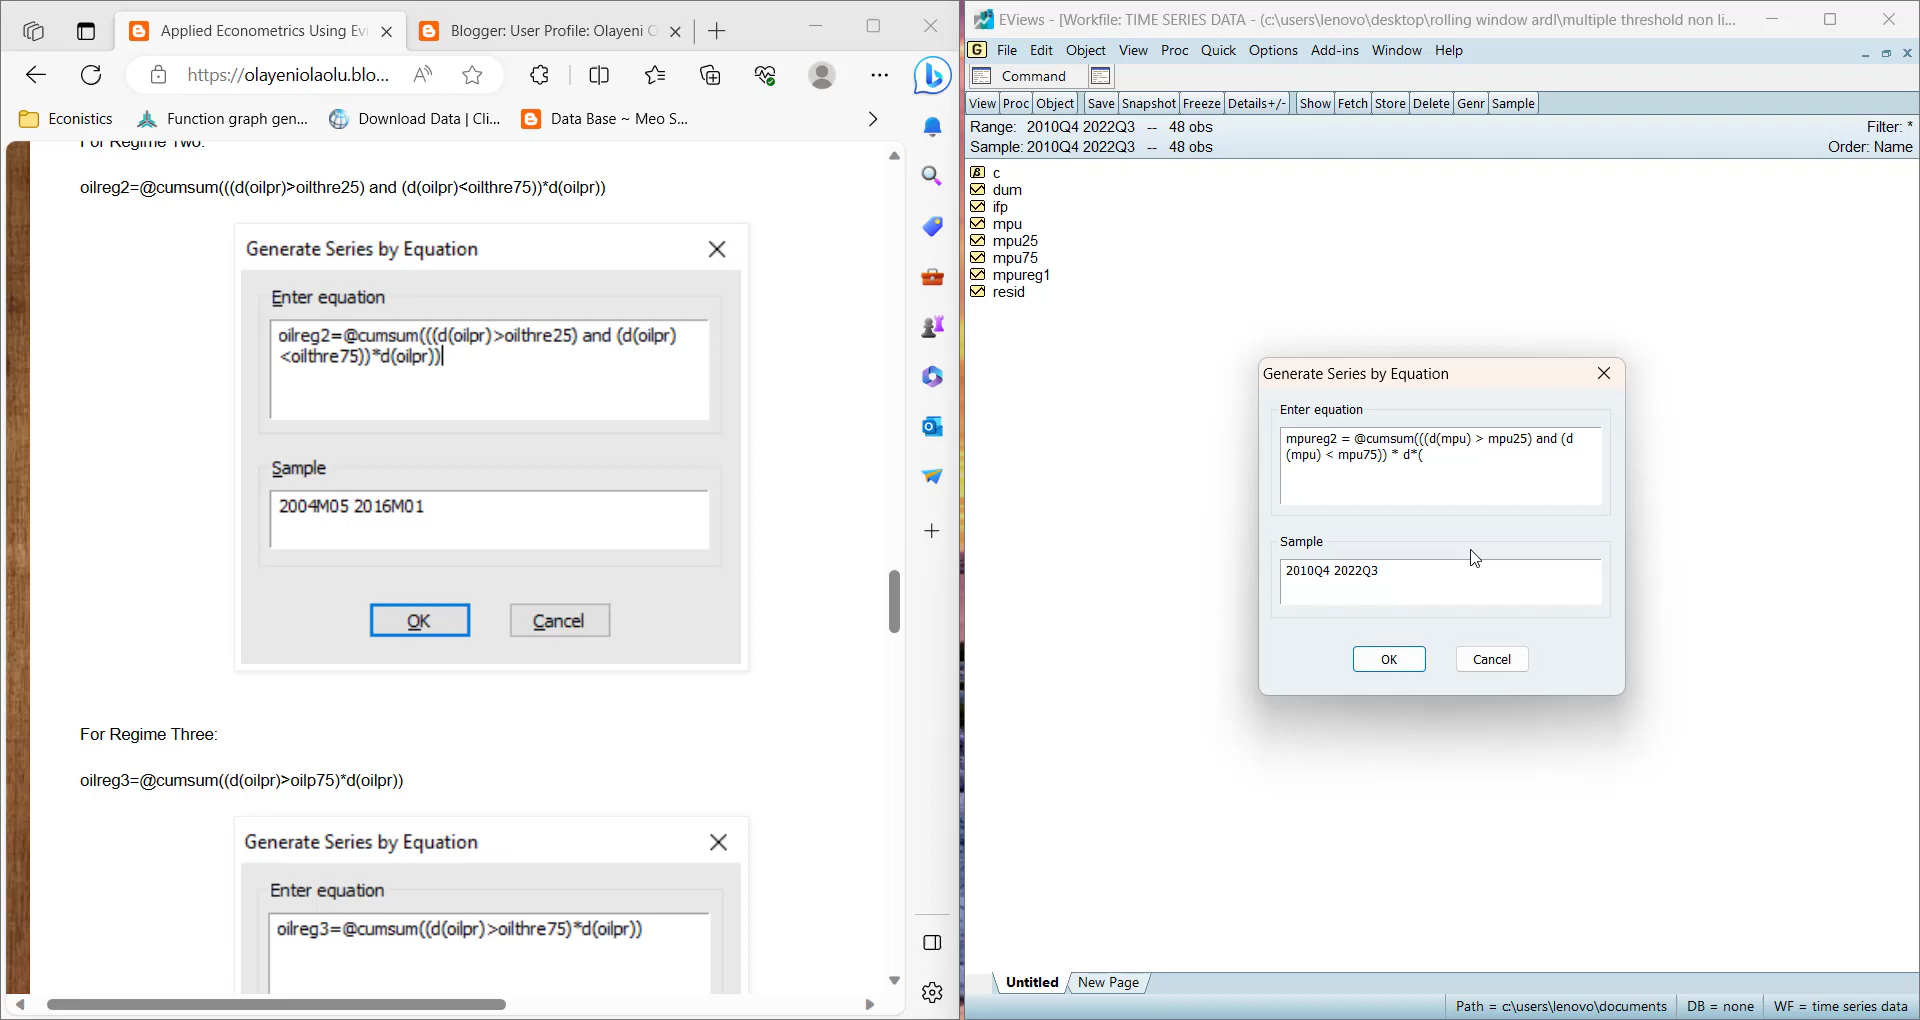 Applied Econometrics Using Evi
Blogger: User Profile: Olayeni O
https://olayeniolaolu.blo...
Econistics
Function graph gen...
Download Data | Cli...
Data Base ~ Meo S...
For Regime Two:
oilreg2=@cumsum(((d(oilpr)>oilthre25) and (d(oilpr)<oilthre75))*d(oilpr))
Generate Series by Equation
Enter equation
oilreg2=@cumsum(((d(oilpr)>oilthre25) and (d(oilpr)
<oilthre75))*d(oilpr))
Sample
2004M05 2016M01
OK
Cancel
For Regime Three:
oilreg3=@cumsum((d(oilpr)>oilp75)*d(oilpr))
Generate Series by Equation
Enter equation
oilreg3=@cumsum((d(oilpr)>oilthre75)*d(oilpr))
EViews - [Workfile: TIME SERIES DATA - (c:\users\lenovo\desktop\rolling window ardl\multiple threshold non li...
File Edit Object View Proc Quick Options Add-ins Window Help
Command
View Proc Object Save Snapshot Freeze Details+/- Show Fetch Store Delete Genr Sample
Range: 2010Q4 2022Q3 -- 48 obs
Filter: *
Sample: 2010Q4 2022Q3 -- 48 obs
Order: Name
c
dum
ifp
mpu
mpu25
mpu75
mpureg1
resid
Generate Series by Equation
Enter equation
mpureg2 = @cumsum(((d(mpu) > mpu25) and (d
(mpu) < mpu75)) * d*(
Sample
2010Q4 2022Q3
OK
Cancel
Untitled
New Page
Path = c:\users\lenovo\documents
DB = none
WF = time series data